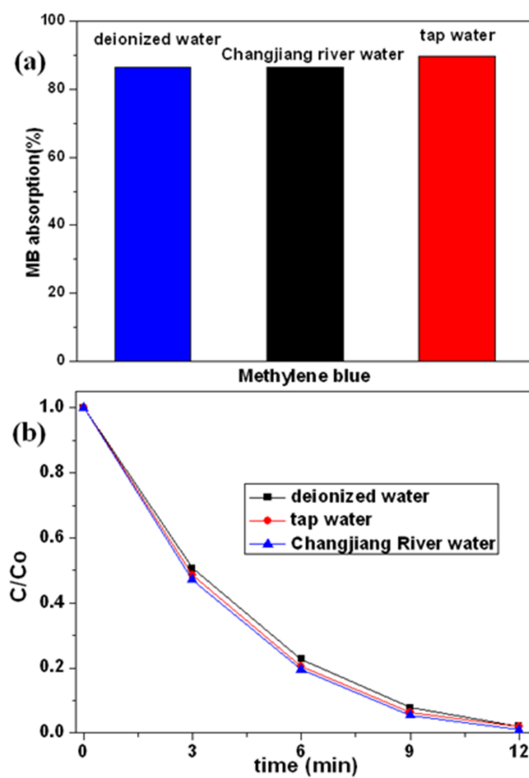 (a)
deionized water
Changjiang river water
tap water
MB absorption(%)
100
80
60
40
20
0
Methylene blue
(b)
1.0
0.8
0.6
0.4
0.2
0.0
C/Co
deionized water
tap water
Changjiang River water
0 3 6 9 12
time (min)